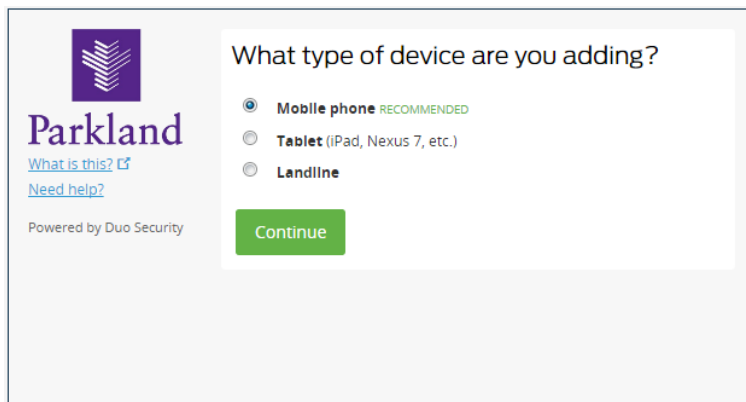 Parkland
What is this?
Need help?
Powered by Duo Security
What type of device are you adding?
Mobile phone RECOMMENDED
Tablet (iPad, Nexus 7, etc.)
Landline
Continue